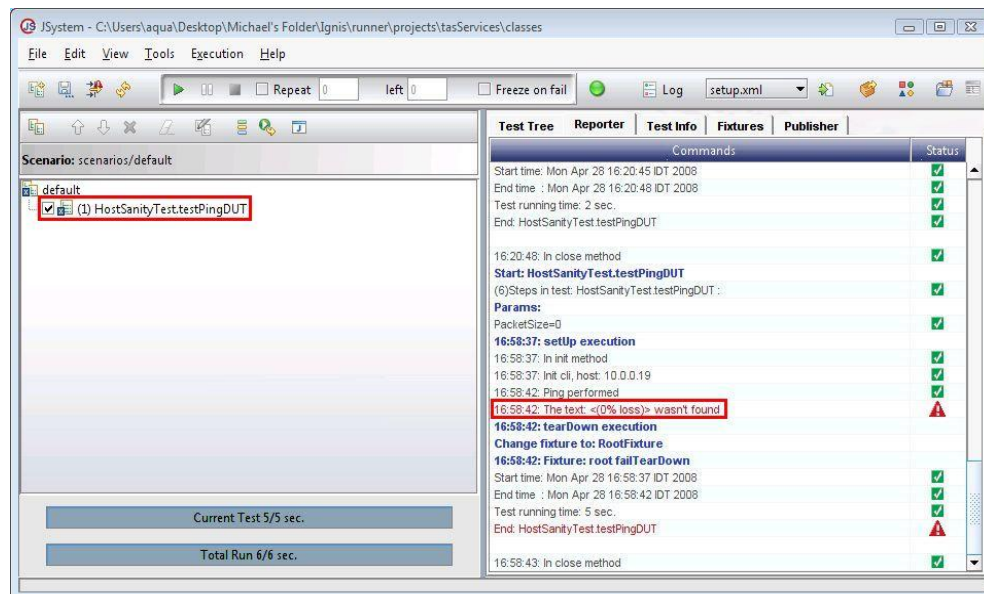 JSystem - C:\Users\aqua\Desktop\Michael's Folder\Ignis\runner\projects\tasServices\classes
File Edit View Tools Execution Help
Repeat 0 left 0 Freeze on fail Log setup.xml
Scenario: scenarios/default
default
(1) HostSanityTest.testPingDUT
Current Test 5/5 sec.
Total Run 6/6 sec.
Test Tree Reporter Test Info Fixtures Publisher
Commands Status
Start time: Mon Apr 28 16:20:45 IDT 2008
End time : Mon Apr 28 16:20:48 IDT 2008
Test running time: 2 sec.
End: HostSanityTest.testPingDUT
16:20:48: In close method
Start: HostSanityTest.testPingDUT
(6)Steps in test: HostSanityTest.testPingDUT :
Params:
PacketSize=0
16:58:37: setUp execution
16:58:37: In init method
16:58:37: Init cli, host: 10.0.0.19
16:58:42: Ping performed
16:58:42: The text: <(0% loss)> wasn't found
16:58:42: tearDown execution
Change fixture to: RootFixture
16:58:42: Fixture: root failTearDown
Start time: Mon Apr 28 16:58:37 IDT 2008
End time : Mon Apr 28 16:58:42 IDT 2008
Test running time: 5 sec.
End: HostSanityTest.testPingDUT
16:58:43: In close method